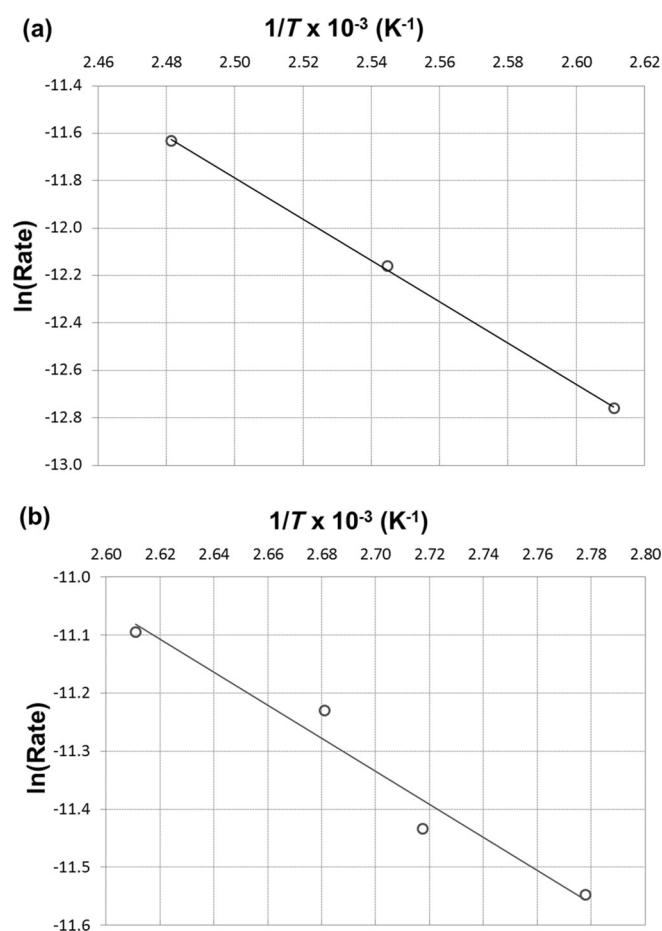 (a)
1/T x 10⁻³ (K⁻¹)
2.46 2.48 2.50 2.52 2.54 2.56 2.58 2.60 2.62
-11.4
-11.6
-11.8
-12.0
-12.2
-12.4
-12.6
-12.8
-13.0
ln(Rate)
(b)
1/T x 10⁻³ (K⁻¹)
2.60 2.62 2.64 2.66 2.68 2.70 2.72 2.74 2.76 2.78 2.80
-11.0
-11.1
-11.2
-11.3
-11.4
-11.5
-11.6
ln(Rate)